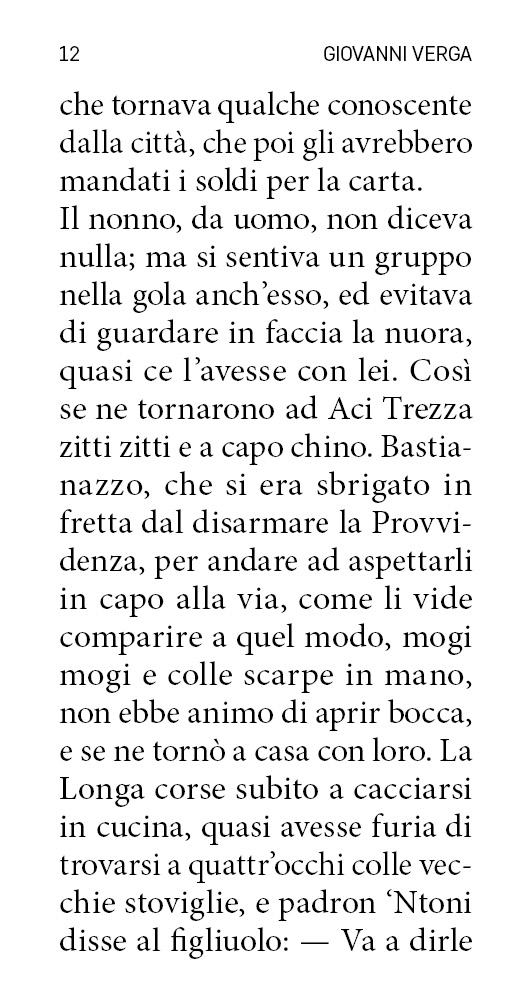 12 GIOVANNI VERGA
che tornava qualche conoscente
dalla città, che poi gli avrebbero
mandati i soldi per la carta.
Il nonno, da uomo, non diceva
nulla; ma si sentiva un gruppo
nella gola anch’esso, ed evitava
di guardare in faccia la nuora,
quasi ce l’avesse con lei. Così
se ne tornarono ad Aci Trezza
zitti zitti e a capo chino. Bastia-
nazzo, che si era sbrigato in
fretta dal disarmare la Provvi-
denza, per andare ad aspettarli
in capo alla via, come li vide
comparire a quel modo, mogi
mogi e colle scarpe in mano,
non ebbe animo di aprir bocca,
e se ne tornò a casa con loro. La
Longa corse subito a cacciarsi
in cucina, quasi avesse furia di
trovarsi a quattr’occhi colle vec-
chie stoviglie, e padron ‘Ntoni
disse al figliuolo: — Va a dirle